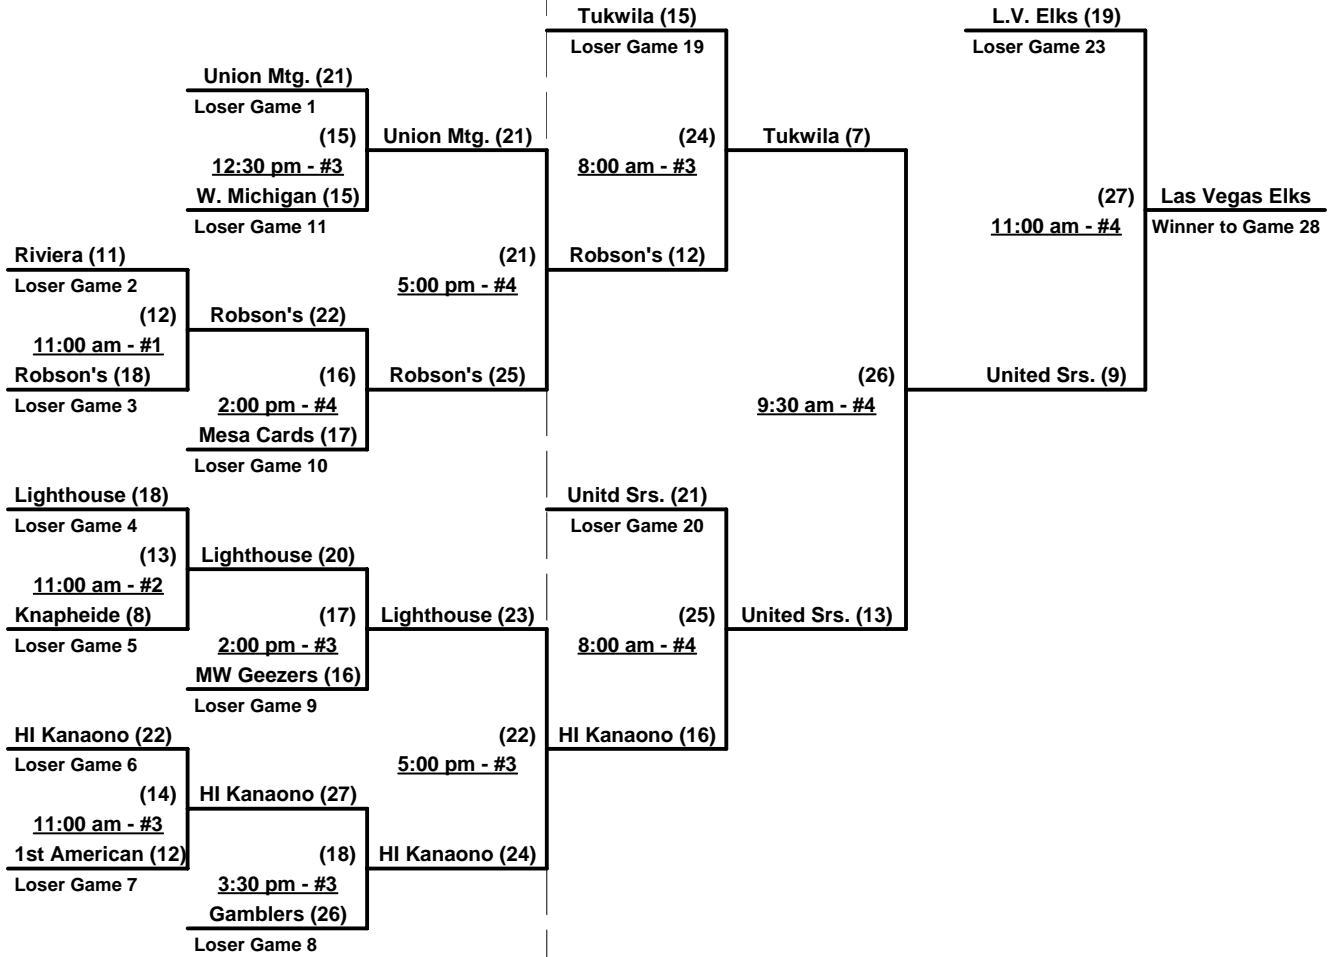 Tukwila (15)
L.V. Elks (19)
Loser Game 19
Loser Game 23
Union Mtg. (21)
Loser Game 1
(15)
Union Mtg. (21)
(24)
Tukwila (7)
12:30 pm - #3
8:00 am - #3
W. Michigan (15)
(27)
Las Vegas Elks
Loser Game 11
11:00 am - #4
Winner to Game 28
Riviera (11)
(21)
Robson's (12)
Loser Game 2
5:00 pm - #4
(12)
Robson's (22)
11:00 am - #1
Robson's (18)
(16)
Robson's (25)
(26)
United Srs. (9)
Loser Game 3
2:00 pm - #4
9:30 am - #4
Mesa Cards (17)
Loser Game 10
Lighthouse (18)
Unitd Srs. (21)
Loser Game 4
Loser Game 20
(13)
Lighthouse (20)
11:00 am - #2
Knapheide (8)
(17)
Lighthouse (23)
(25)
United Srs. (13)
Loser Game 5
2:00 pm - #3
8:00 am - #4
MW Geezers (16)
Loser Game 9
HI Kanaono (22)
(22)
HI Kanaono (16)
Loser Game 6
5:00 pm - #3
(14)
HI Kanaono (27)
11:00 am - #3
1st American (12)
(18)
HI Kanaono (24)
Loser Game 7
3:30 pm - #3
Gamblers (26)
Loser Game 8